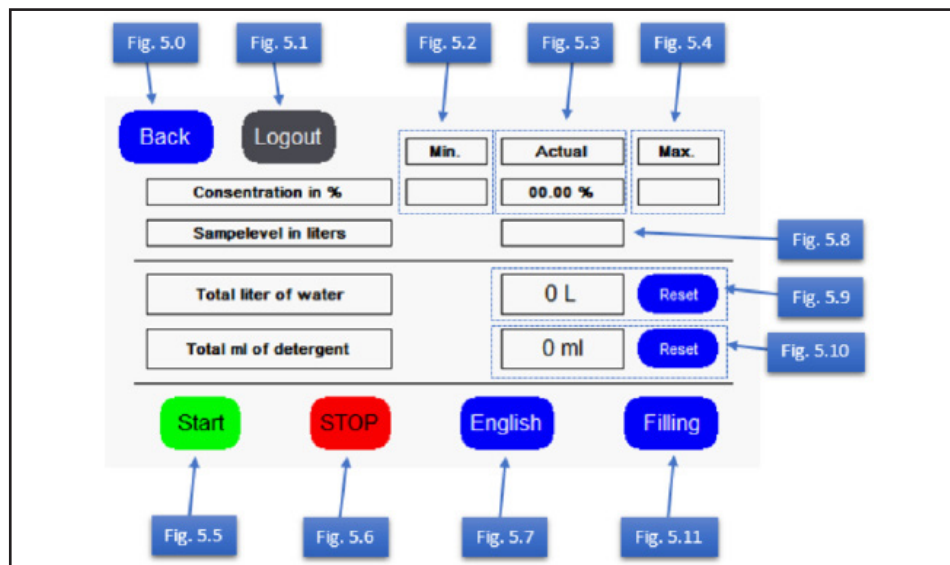 Fig. 5.0 Fig. 5.1 Fig. 5.2 Fig. 5.3 Fig. 5.4
Back Logout
Min. Actual Max.
Consentration in % 00.00 %
Sampelevel in liters
Fig. 5.8
Total liter of water 0 L Reset
Fig. 5.9
Total ml of detergent 0 ml Reset
Fig. 5.10
Start STOP English Filling
Fig. 5.5 Fig. 5.6 Fig. 5.7 Fig. 5.11